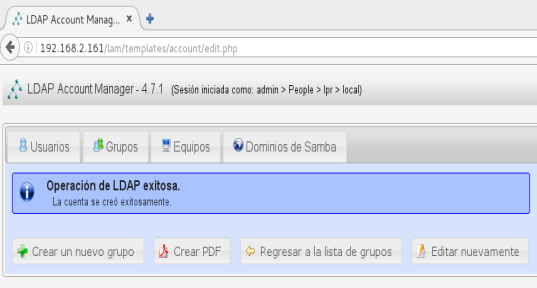 LDAP Account Manag...
192.168.2.161/lam/templates/account/edit.php
LDAP Account Manager - 4.7.1 (Sesión iniciada como: admin > People > lpr > local)
Usuarios Grupos Equipos Dominios de Samba
Operación de LDAP exitosa.
La cuenta se creó exitosamente.
Crear un nuevo grupo Crear PDF Regresar a la lista de grupos Editar nuevamente